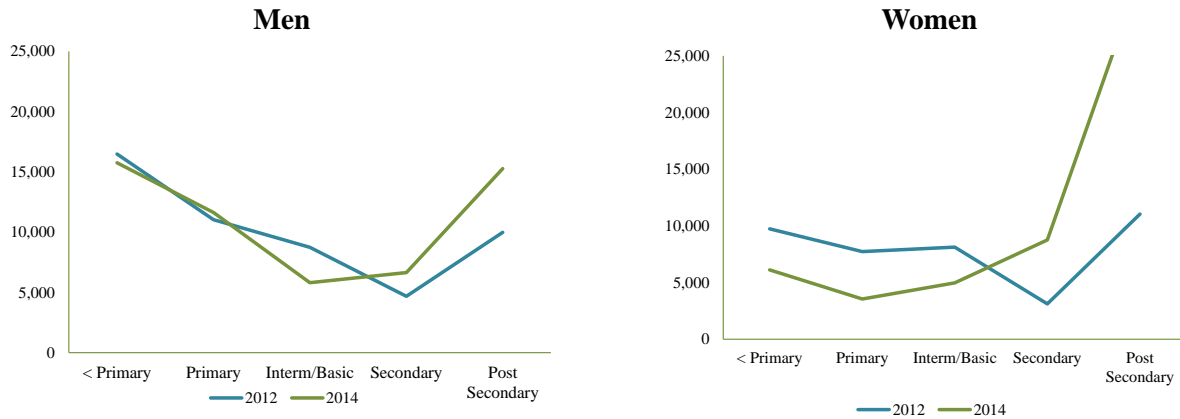 Men
25,000
20,000
15,000
10,000
5,000
0
< Primary Primary Interm/Basic Secondary Post
Secondary
2012 2014
Women
25,000
20,000
15,000
10,000
5,000
0
< Primary Primary Interm/Basic Secondary Post
Secondary
2012 2014